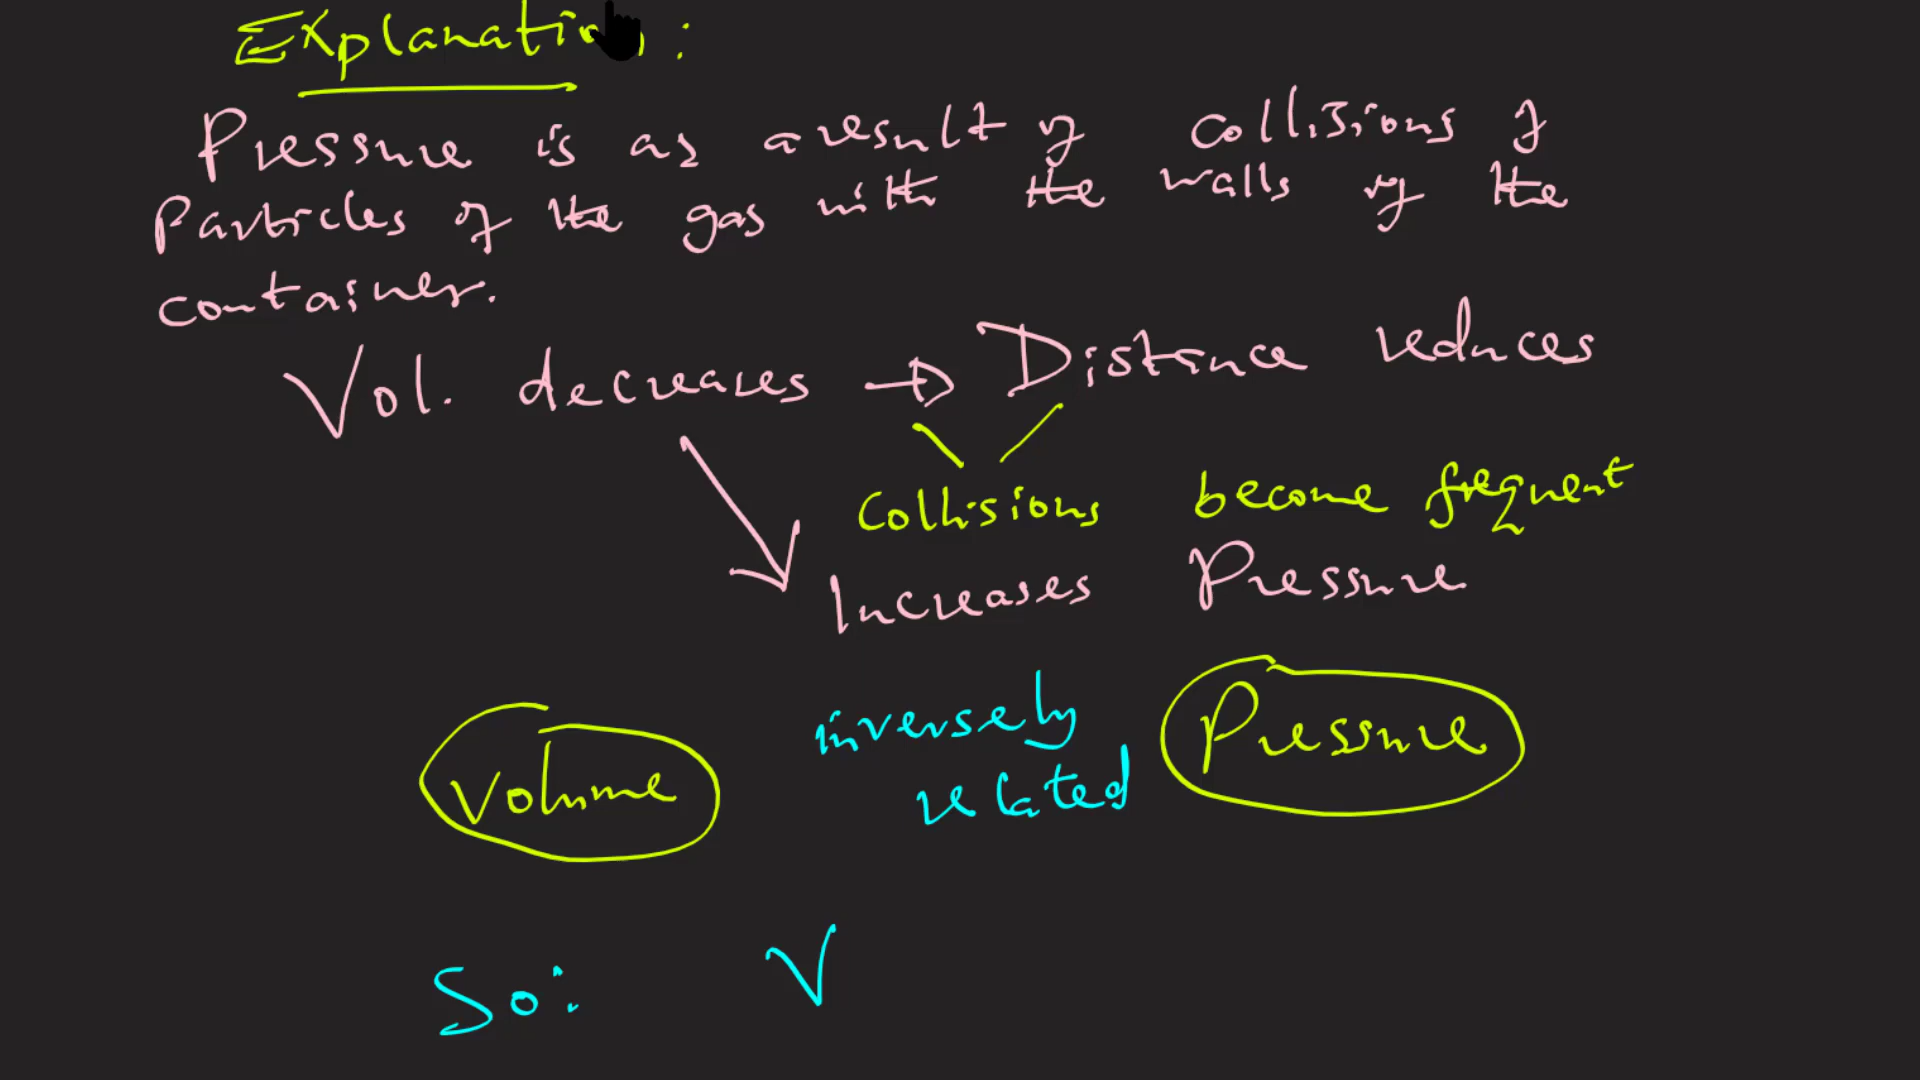 Explanation:
Pressure is as a result of collisions of
particles of the gas with the walls of the
container.
Vol. decreases → Distance reduces
Collisions become frequent
Increases Pressure
inversely Pressure
Volume related
So: V